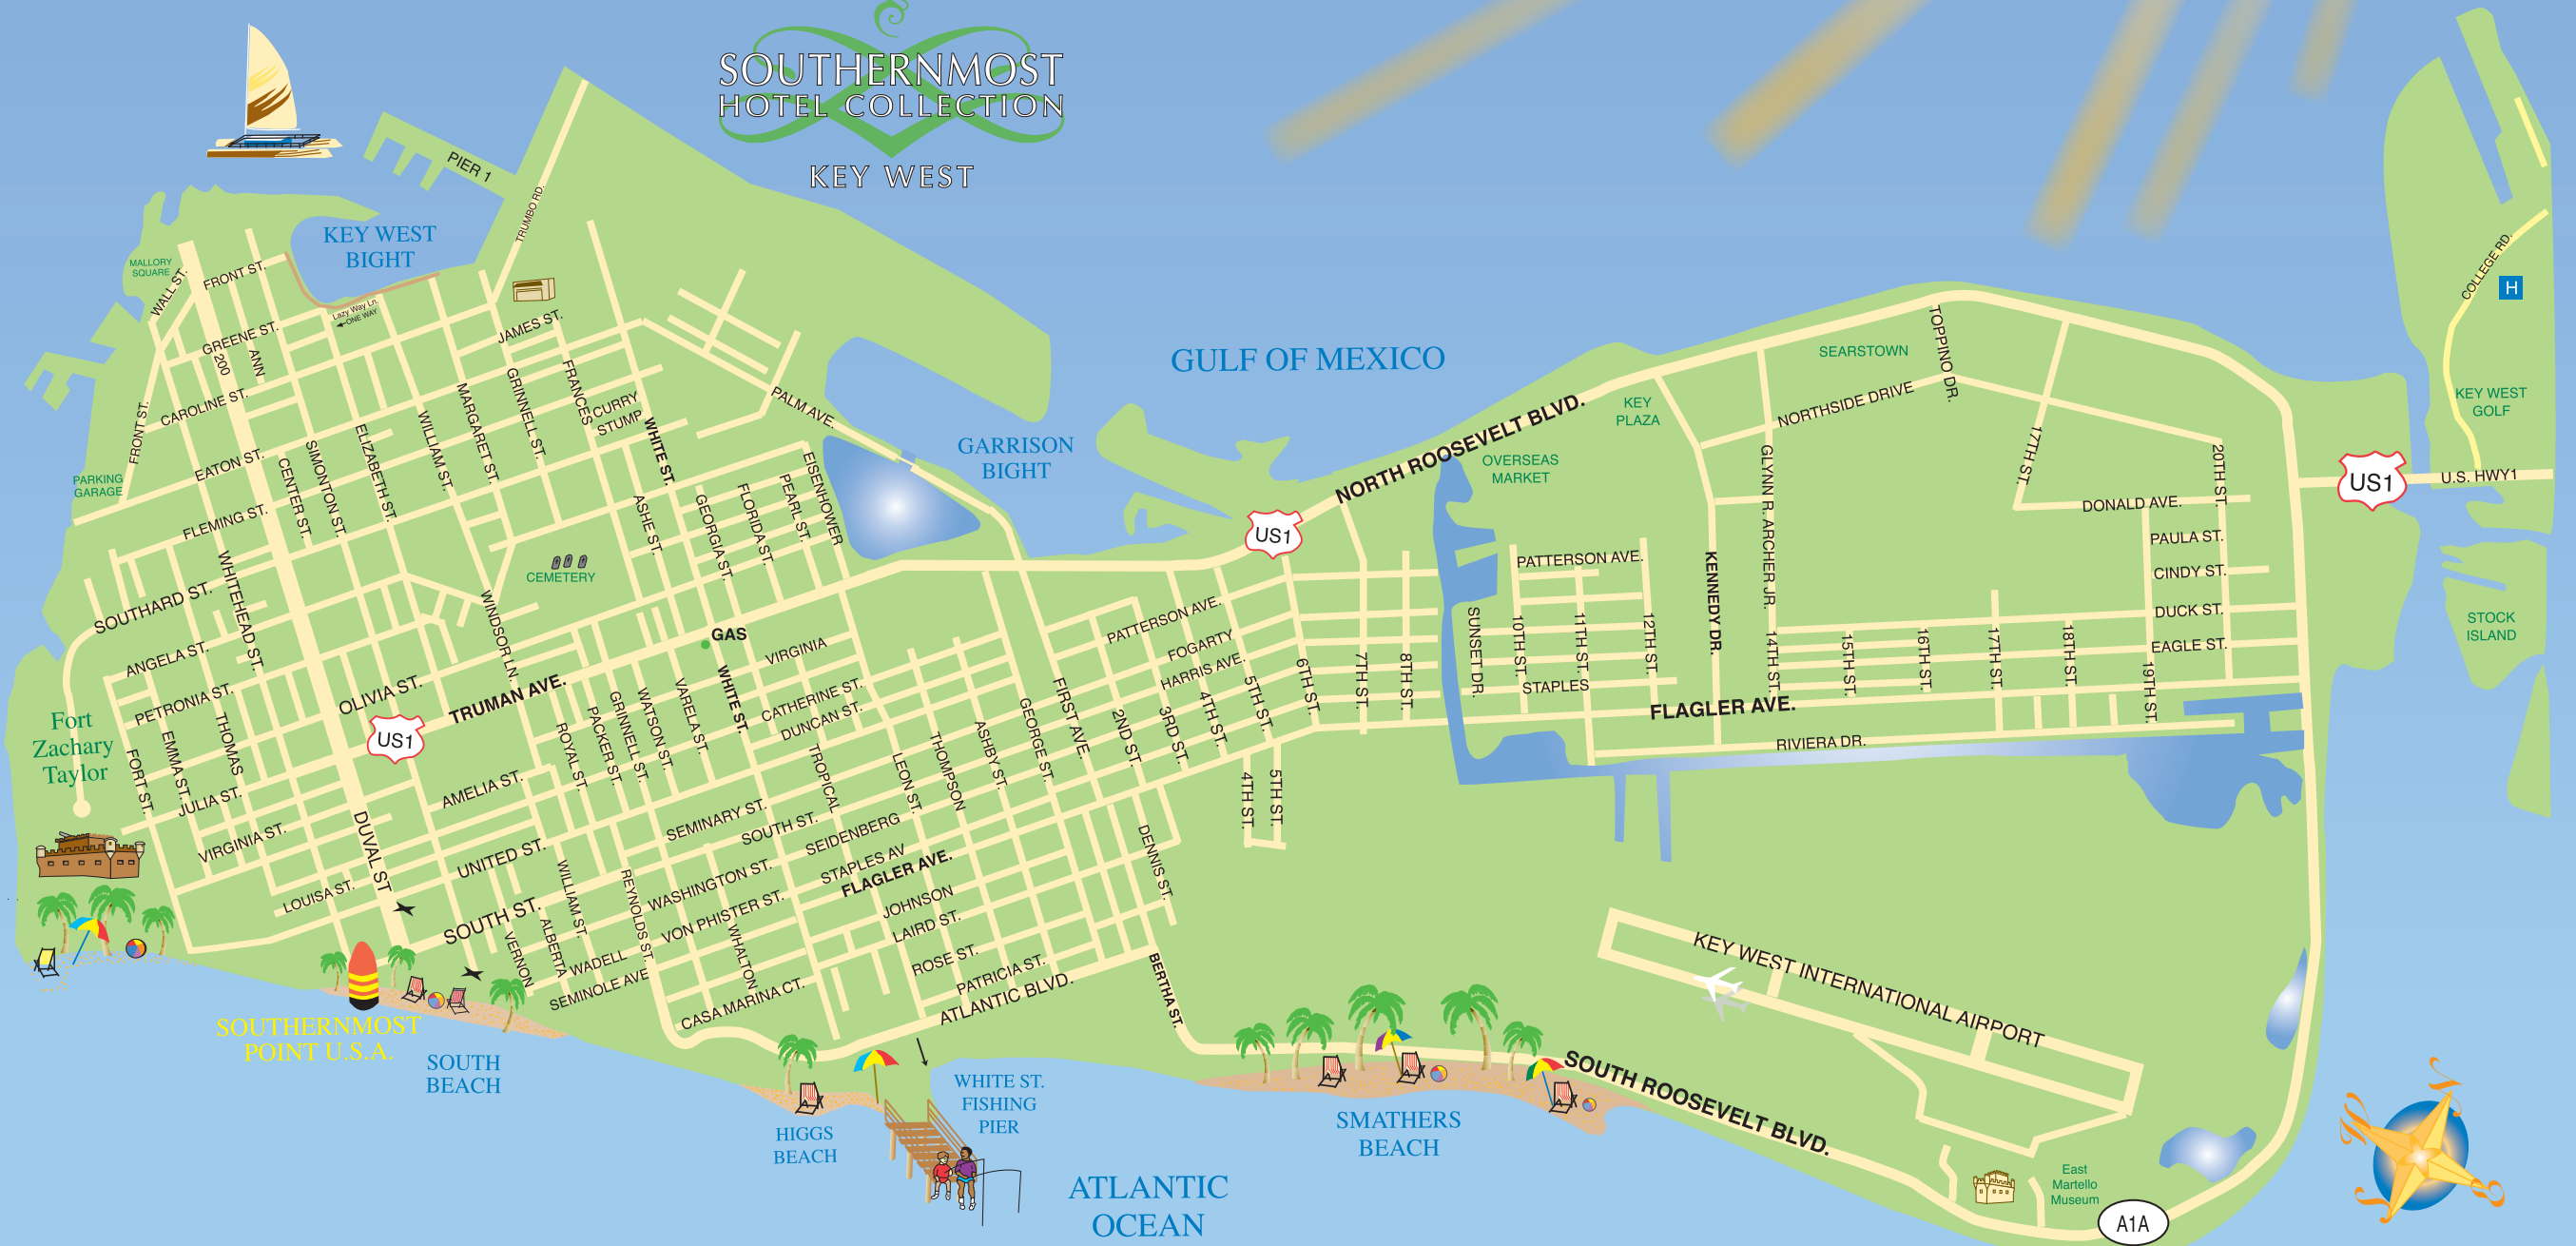 SOUTHERNMOST
HOTEL COLLECTION
KEY WEST
PIER 1
TRUMBO RD.
KEY WEST
BIGHT
MALLORY
SQUARE
WALL ST.
FRONT ST.
Lazy Way Ln.
ONE WAY
GREENE ST.
200
ANN
JAMES ST.
CAROLINE ST.
FRONT ST.
EATON ST.
PARKING
GARAGE
FLEMING ST.
CENTER ST.
SIMONTON ST.
ELIZABETH ST.
WILLIAM ST.
MARGARET ST.
GRINNELL ST.
FRANCES
CURRY
STUMP
WHITE ST.
PALM AVE.
EISENHOWER
PEARL ST.
FLORIDA ST.
GEORGIA ST.
ASHE ST.
CEMETERY
GARRISON
BIGHT
GULF OF MEXICO
SOUTHARD ST.
WHITEHEAD ST.
WINDSOR LN.
ANGELA ST.
PETRONIA ST.
OLIVIA ST.
TRUMAN AVE.
US1
GAS
WHITE ST.
VIRGINIA
CATHERINE ST.
DUNCAN ST.
Fort
Zachary
Taylor
FORT ST.
EMMA ST.
THOMAS
JULIA ST.
VIRGINIA ST.
LOUISA ST.
DUVAL ST
AMELIA ST.
UNITED ST.
SOUTH ST.
ROYAL ST.
PACKER ST.
GRINNELL ST.
WATSON ST.
VARELA ST.
TROPICAL
LEON ST.
THOMPSON
ASHBY ST.
GEORGE ST.
FIRST AVE.
2ND ST.
3RD ST.
4TH ST.
5TH ST.
6TH ST.
7TH ST.
8TH ST.
PATTERSON AVE.
FOGARTY
HARRIS AVE.
SEMINARY ST.
SOUTH ST.
SEIDENBERG
STAPLES AV
FLAGLER AVE.
WASHINGTON ST.
VON PHISTER ST.
JOHNSON
LAIRD ST.
ROSE ST.
PATRICIA ST.
ATLANTIC BLVD.
CASA MARINA CT.
WILLIAM ST.
REYNOLDS ST.
ALBERTA
VERNON
WADELL
SEMINOLE AVE
WHALTON
DENNIS ST.
BERTHA ST.
4TH ST.
5TH ST.
SOUTHERNMOST
POINT U.S.A.
SOUTH
BEACH
HIGGS
BEACH
WHITE ST.
FISHING
PIER
ATLANTIC
OCEAN
SMATHERS
BEACH
SOUTH ROOSEVELT BLVD.
KEY WEST INTERNATIONAL AIRPORT
East
Martello
Museum
A1A
US1
NORTH ROOSEVELT BLVD.
OVERSEAS
MARKET
KEY
PLAZA
SEARSTOWN
TOPPINO DR.
NORTHSIDE DRIVE
GLYNN R. ARCHER JR.
KENNEDY DR.
17TH ST.
20TH ST.
DONALD AVE.
PAULA ST.
CINDY ST.
DUCK ST.
EAGLE ST.
PATTERSON AVE.
SUNSET DR.
10TH ST.
11TH ST.
12TH ST.
STAPLES
14TH ST.
15TH ST.
16TH ST.
17TH ST.
18TH ST.
19TH ST.
FLAGLER AVE.
RIVIERA DR.
COLLEGE RD.
H
KEY WEST
GOLF
US1
U.S. HWY1
STOCK
ISLAND
N
W
S
E